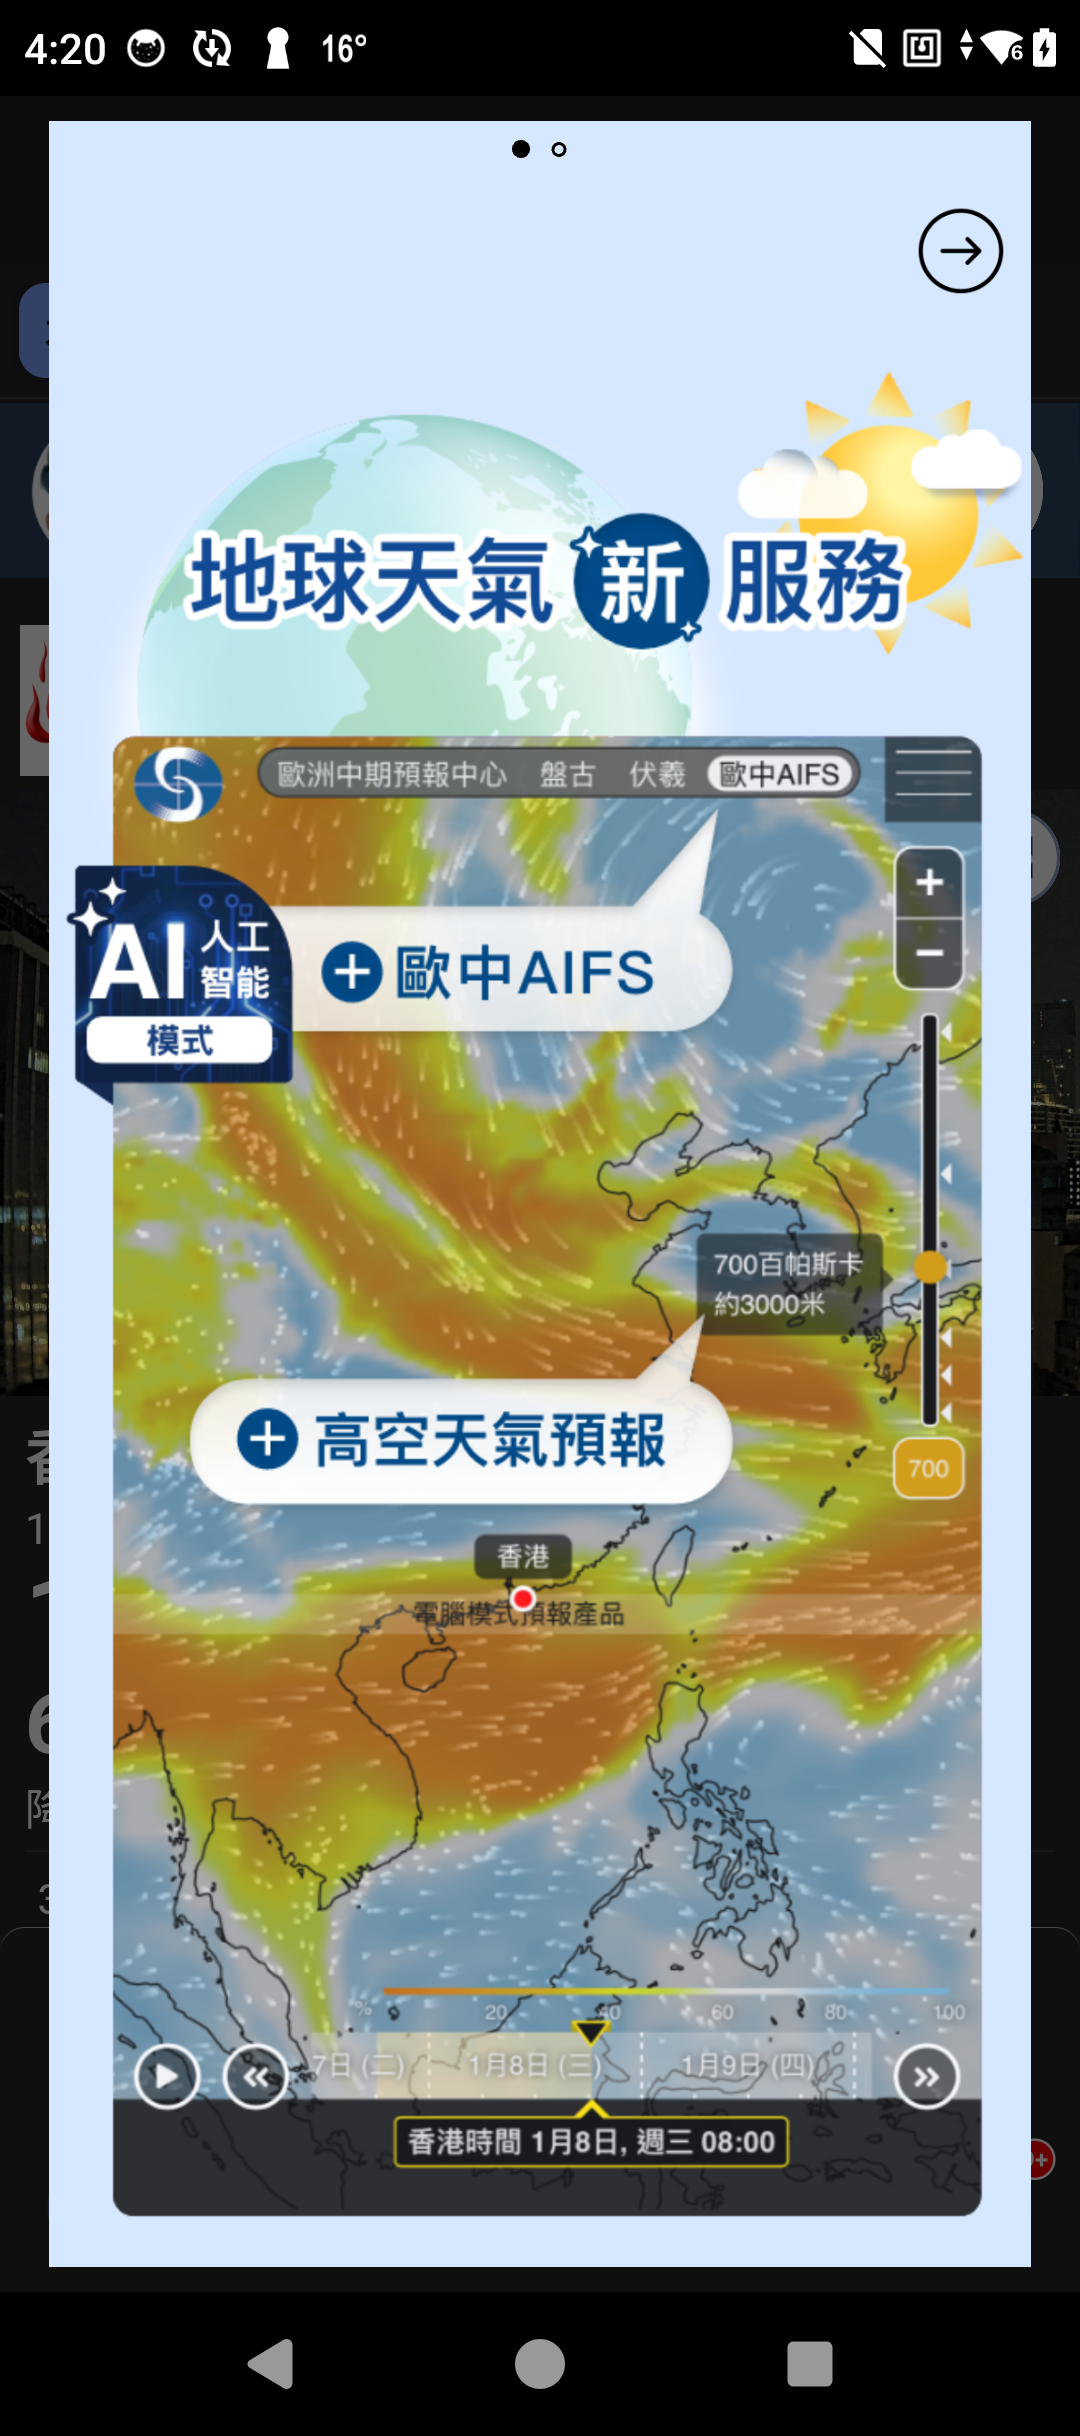 4:20 16° 6
地球天氣 新 服務
歐洲中期預報中心 盤古 伏羲 歐中AIFS
AI 人工智能
模式
+ 歐中AIFS
+
−
700百帕斯卡
約3000米
+ 高空天氣預報
700
香港
電腦模式預報產品
% 20 40 60 80 100
7日 (二) 1月8日 (三) 1月9日 (四)
香港時間 1月8日, 週三 08:00